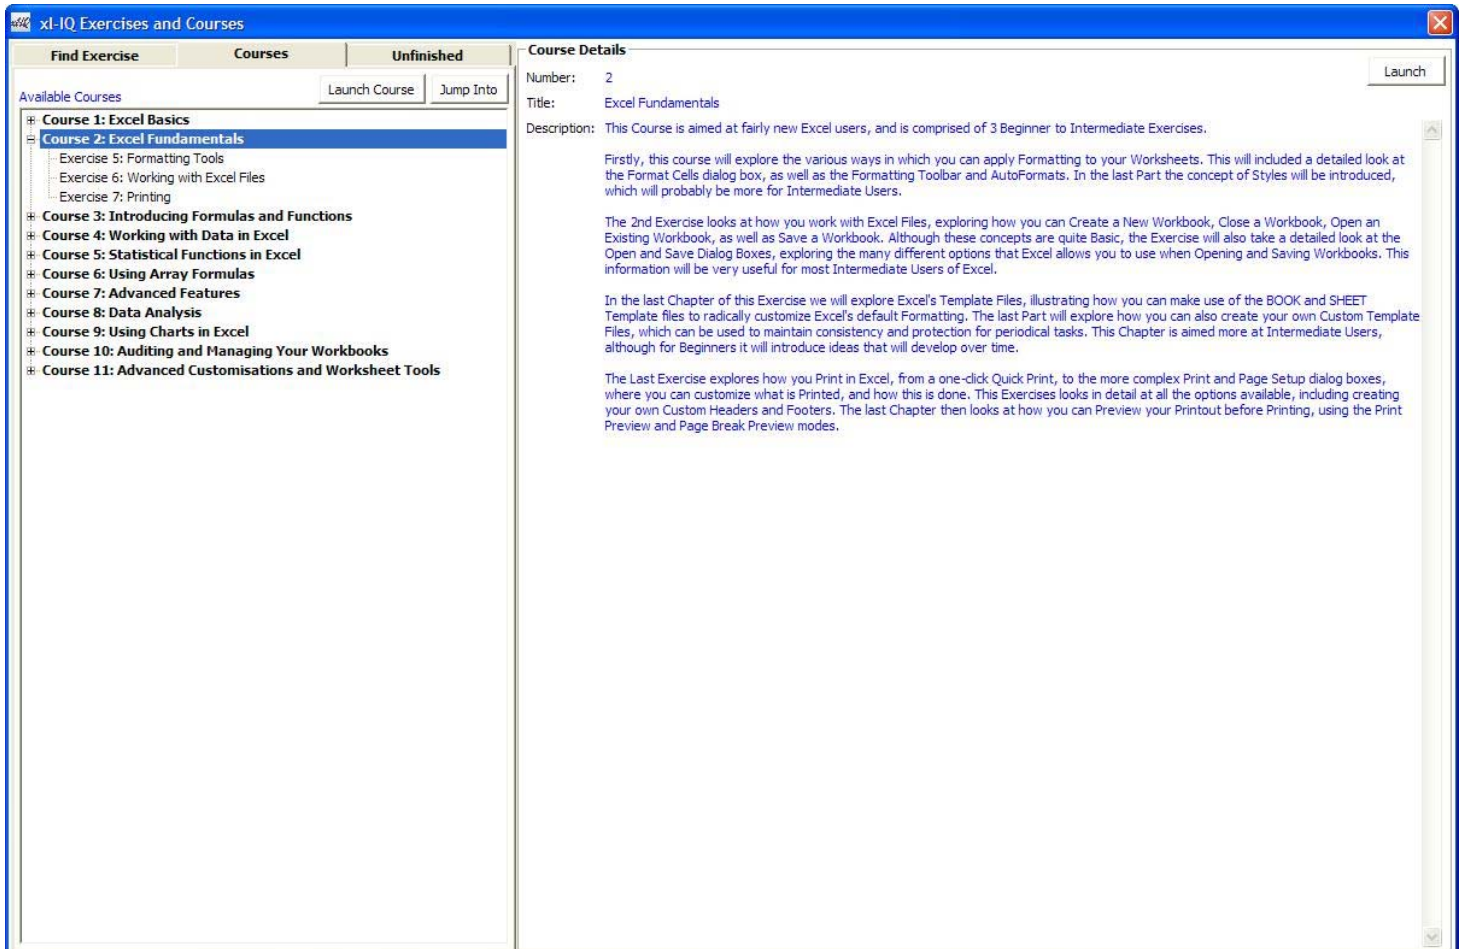 xl-IQ Exercises and Courses
Find Exercise
Courses
Unfinished
Available Courses
Launch Course
Jump Into
Course 1: Excel Basics
Course 2: Excel Fundamentals
Exercise 5: Formatting Tools
Exercise 6: Working with Excel Files
Exercise 7: Printing
Course 3: Introducing Formulas and Functions
Course 4: Working with Data in Excel
Course 5: Statistical Functions in Excel
Course 6: Using Array Formulas
Course 7: Advanced Features
Course 8: Data Analysis
Course 9: Using Charts in Excel
Course 10: Auditing and Managing Your Workbooks
Course 11: Advanced Customisations and Worksheet Tools
Course Details
Launch
Number: 2
Title: Excel Fundamentals
Description: This Course is aimed at fairly new Excel users, and is comprised of 3 Beginner to Intermediate Exercises.
Firstly, this course will explore the various ways in which you can apply Formatting to your Worksheets. This will included a detailed look at
the Format Cells dialog box, as well as the Formatting Toolbar and AutoFormats. In the last Part the concept of Styles will be introduced,
which will probably be more for Intermediate Users.
The 2nd Exercise looks at how you work with Excel Files, exploring how you can Create a New Workbook, Close a Workbook, Open an
Existing Workbook, as well as Save a Workbook. Although these concepts are quite Basic, the Exercise will also take a detailed look at the
Open and Save Dialog Boxes, exploring the many different options that Excel allows you to use when Opening and Saving Workbooks. This
information will be very useful for most Intermediate Users of Excel.
In the last Chapter of this Exercise we will explore Excel's Template Files, illustrating how you can make use of the BOOK and SHEET
Template files to radically customize Excel's default Formatting. The last Part will explore how you can also create your own Custom Template
Files, which can be used to maintain consistency and protection for periodical tasks. This Chapter is aimed more at Intermediate Users,
although for Beginners it will introduce ideas that will develop over time.
The Last Exercise explores how you Print in Excel, from a one-click Quick Print, to the more complex Print and Page Setup dialog boxes,
where you can customize what is Printed, and how this is done. This Exercises looks in detail at all the options available, including creating
your own Custom Headers and Footers. The last Chapter then looks at how you can Preview your Printout before Printing, using the Print
Preview and Page Break Preview modes.